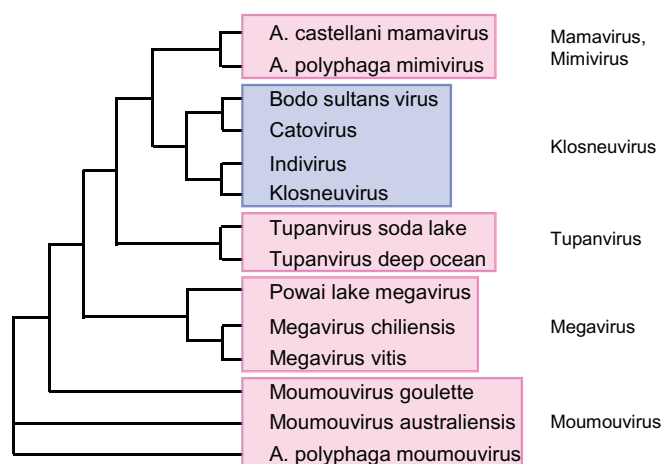 A. castellani mamavirus
A. polyphaga mimivirus
Mamavirus,
Mimivirus
Bodo sultans virus
Catovirus
Indivirus
Klosneuvirus
Klosneuvirus
Tupanvirus soda lake
Tupanvirus deep ocean
Tupanvirus
Powai lake megavirus
Megavirus chiliensis
Megavirus vitis
Megavirus
Moumouvirus goulette
Moumouvirus australiensis
A. polyphaga moumouvirus
Moumouvirus